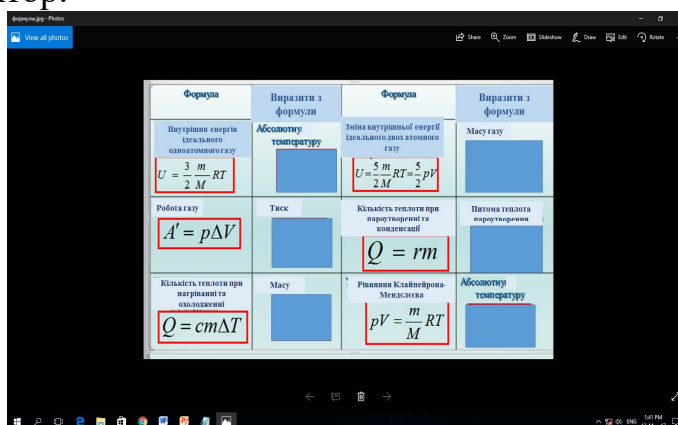 формулы.jpg - Photos
View all photos
Share Zoom Slideshow Draw Edit Rotate
Формула
Виразити з
формули
Формула
Виразити з
формули
Внутрішня енергія
ідеального
одноатомного газу
U = 3/2 m/M RT
Абсолютну
температуру
Зміна внутрішньої енергії
ідеального двох атомного
газу
U = 5/2 m/M RT = 5/2 pV
Масу газу
Робота газу
A' = pΔV
Тиск
Кількість теплоти при
пароутворенні та
конденсації
Q = rm
Питома теплота
пароутворення
Кількість теплоти при
нагріванні та
охолодженні
Q = cmΔT
Масу
Рівняння Клайпейрона-
Менделєєва
pV = m/M RT
Абсолютну
температуру
ENG
1:41 PM